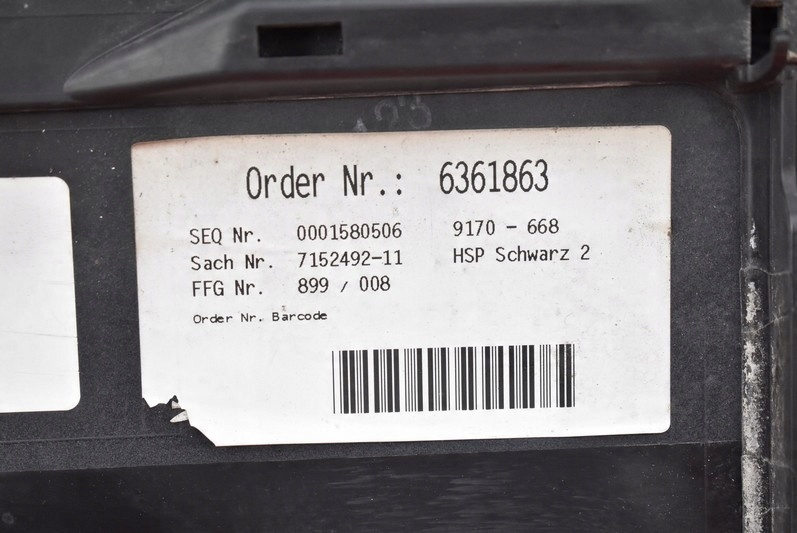 123
Order Nr.: 6361863
SEQ Nr. 0001580506 9170 - 668
Sach Nr. 7152492-11 HSP Schwarz 2
FFG Nr. 899 / 008
Order Nr. Barcode